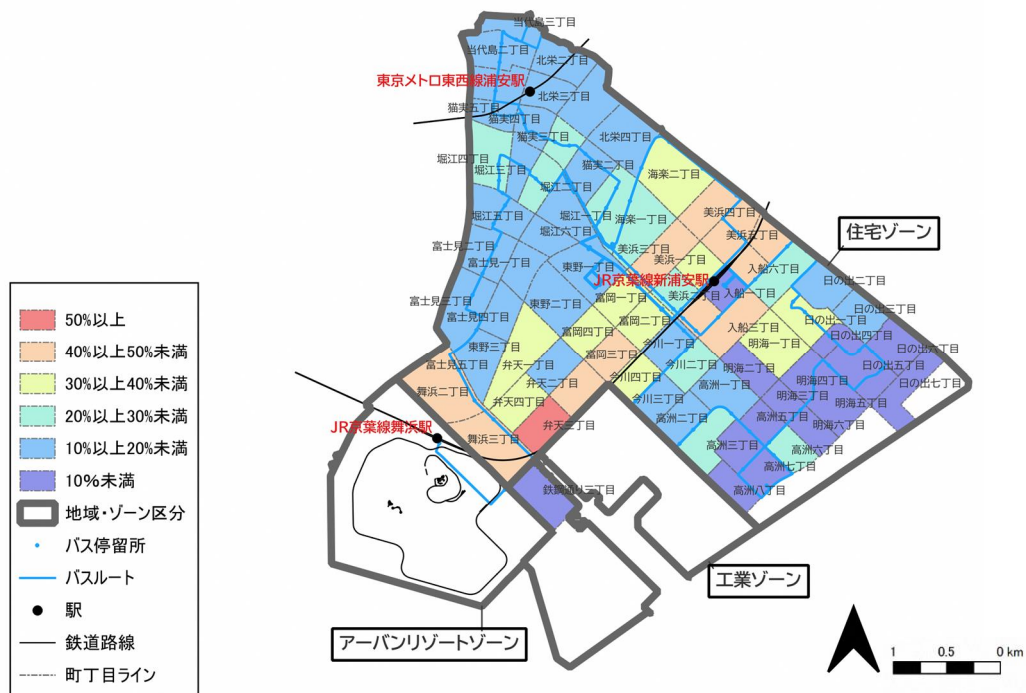 当代島三丁目
当代島二丁目
北栄二丁目
東京メトロ東西線浦安駅
北栄三丁目
猫実五丁目
猫実四丁目
猫実三丁目
北栄四丁目
堀江四丁目
堀江三丁目
猫実二丁目
海楽二丁目
堀江二丁目
堀江五丁目
堀江一丁目
海楽一丁目
美浜四丁目
堀江六丁目
富士見二丁目
美浜三丁目
美浜五丁目
住宅ゾーン
富士見一丁目
東野一丁目
美浜一丁目
入船六丁目
JR京葉線新浦安駅
日の出二丁目
富士見三丁目
東野二丁目
富岡一丁目
美浜二丁目
入船一丁目
日の出三丁目
富士見四丁目
富岡四丁目
富岡二丁目
入船三丁目
日の出一丁目
日の出四丁目
東野三丁目
富岡三丁目
今川一丁目
明海一丁目
日の出六丁目
富士見五丁目
弁天一丁目
今川二丁目
明海二丁目
日の出五丁目
舞浜二丁目
弁天二丁目
今川四丁目
高洲一丁目
明海四丁目
日の出七丁目
弁天四丁目
今川三丁目
明海三丁目
明海五丁目
JR京葉線舞浜駅
弁天三丁目
高洲二丁目
高洲五丁目
明海六丁目
舞浜三丁目
高洲三丁目
高洲六丁目
高洲七丁目
鉄鋼通り三丁目
高洲八丁目
工業ゾーン
アーバンリゾートゾーン
50%以上
40%以上50%未満
30%以上40%未満
20%以上30%未満
10%以上20%未満
10%未満
地域・ゾーン区分
バス停留所
バスルート
駅
鉄道路線
町丁目ライン
1 0.5 0 km